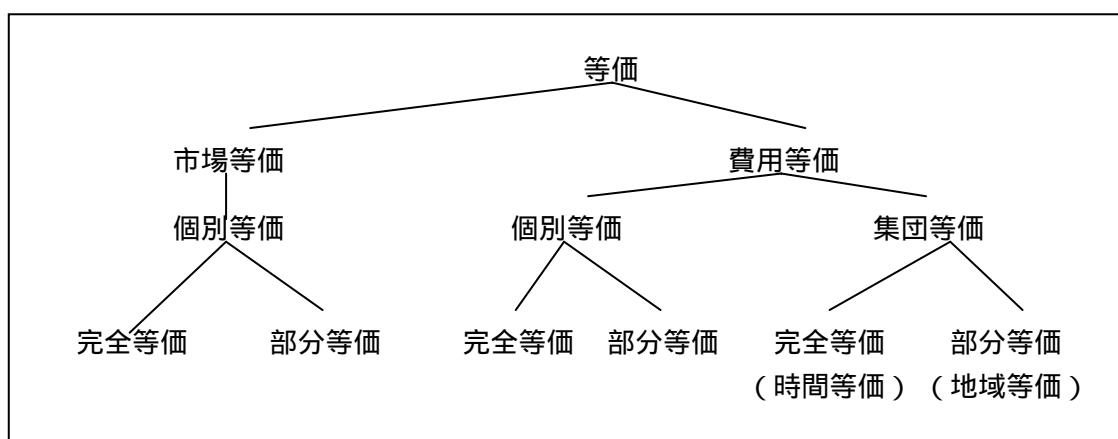 等価
市場等価 費用等価
個別等価 個別等価 集団等価
完全等価 部分等価 完全等価 部分等価 完全等価 部分等価
（時間等価）（地域等価）